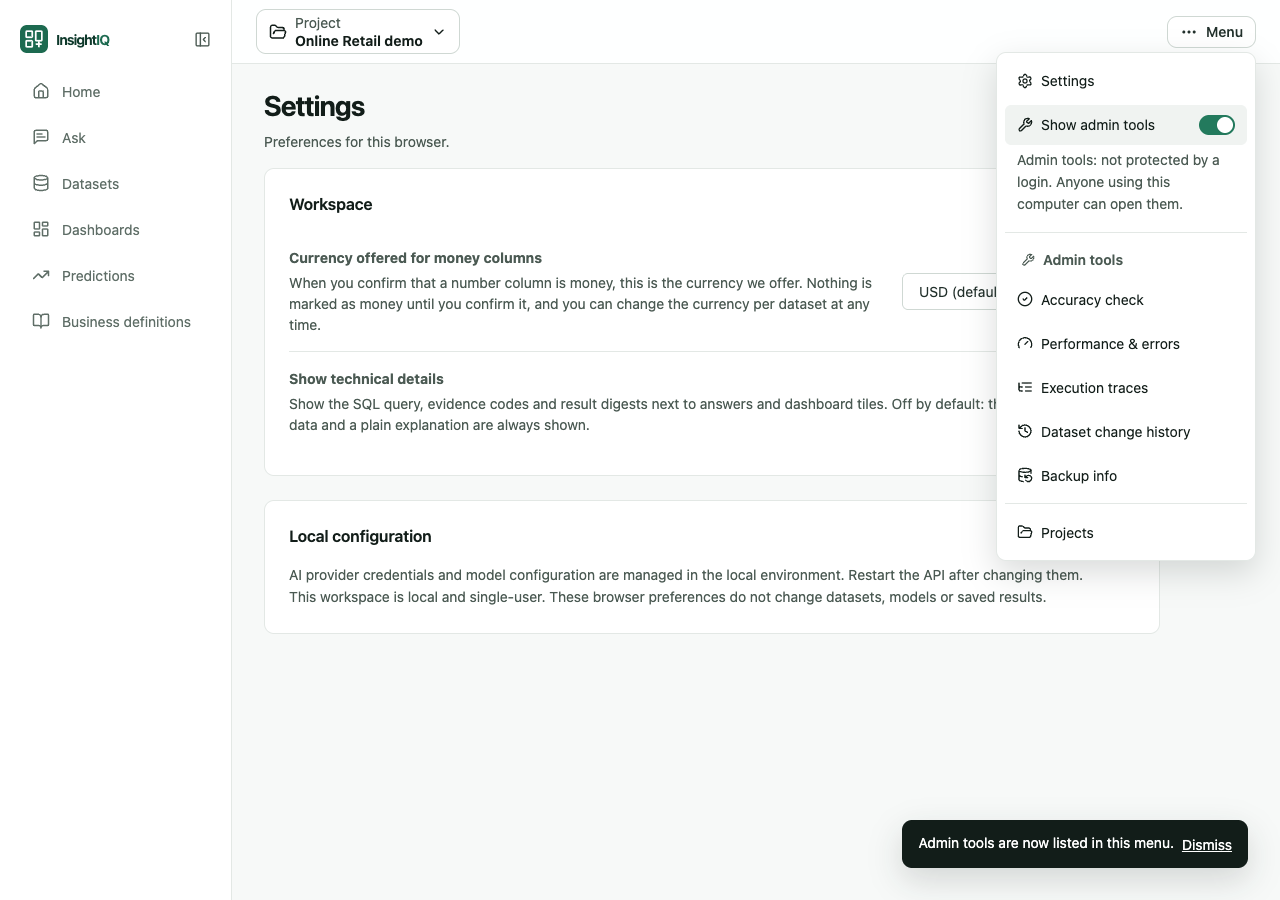 InsightIQ
Home
Ask
Datasets
Dashboards
Predictions
Business definitions
Project
Online Retail demo
Menu
Settings
Preferences for this browser.
Workspace
Currency offered for money columns
When you confirm that a number column is money, this is the currency we offer. Nothing is
marked as money until you confirm it, and you can change the currency per dataset at any
time.
USD (defaul
Show technical details
Show the SQL query, evidence codes and result digests next to answers and dashboard tiles. Off by default:
data and a plain explanation are always shown.
Local configuration
AI provider credentials and model configuration are managed in the local environment. Restart the API after changing them.
This workspace is local and single-user. These browser preferences do not change datasets, models or saved results.
Settings
Show admin tools
Admin tools: not protected by a
login. Anyone using this
computer can open them.
Admin tools
Accuracy check
Performance & errors
Execution traces
Dataset change history
Backup info
Projects
Admin tools are now listed in this menu. Dismiss